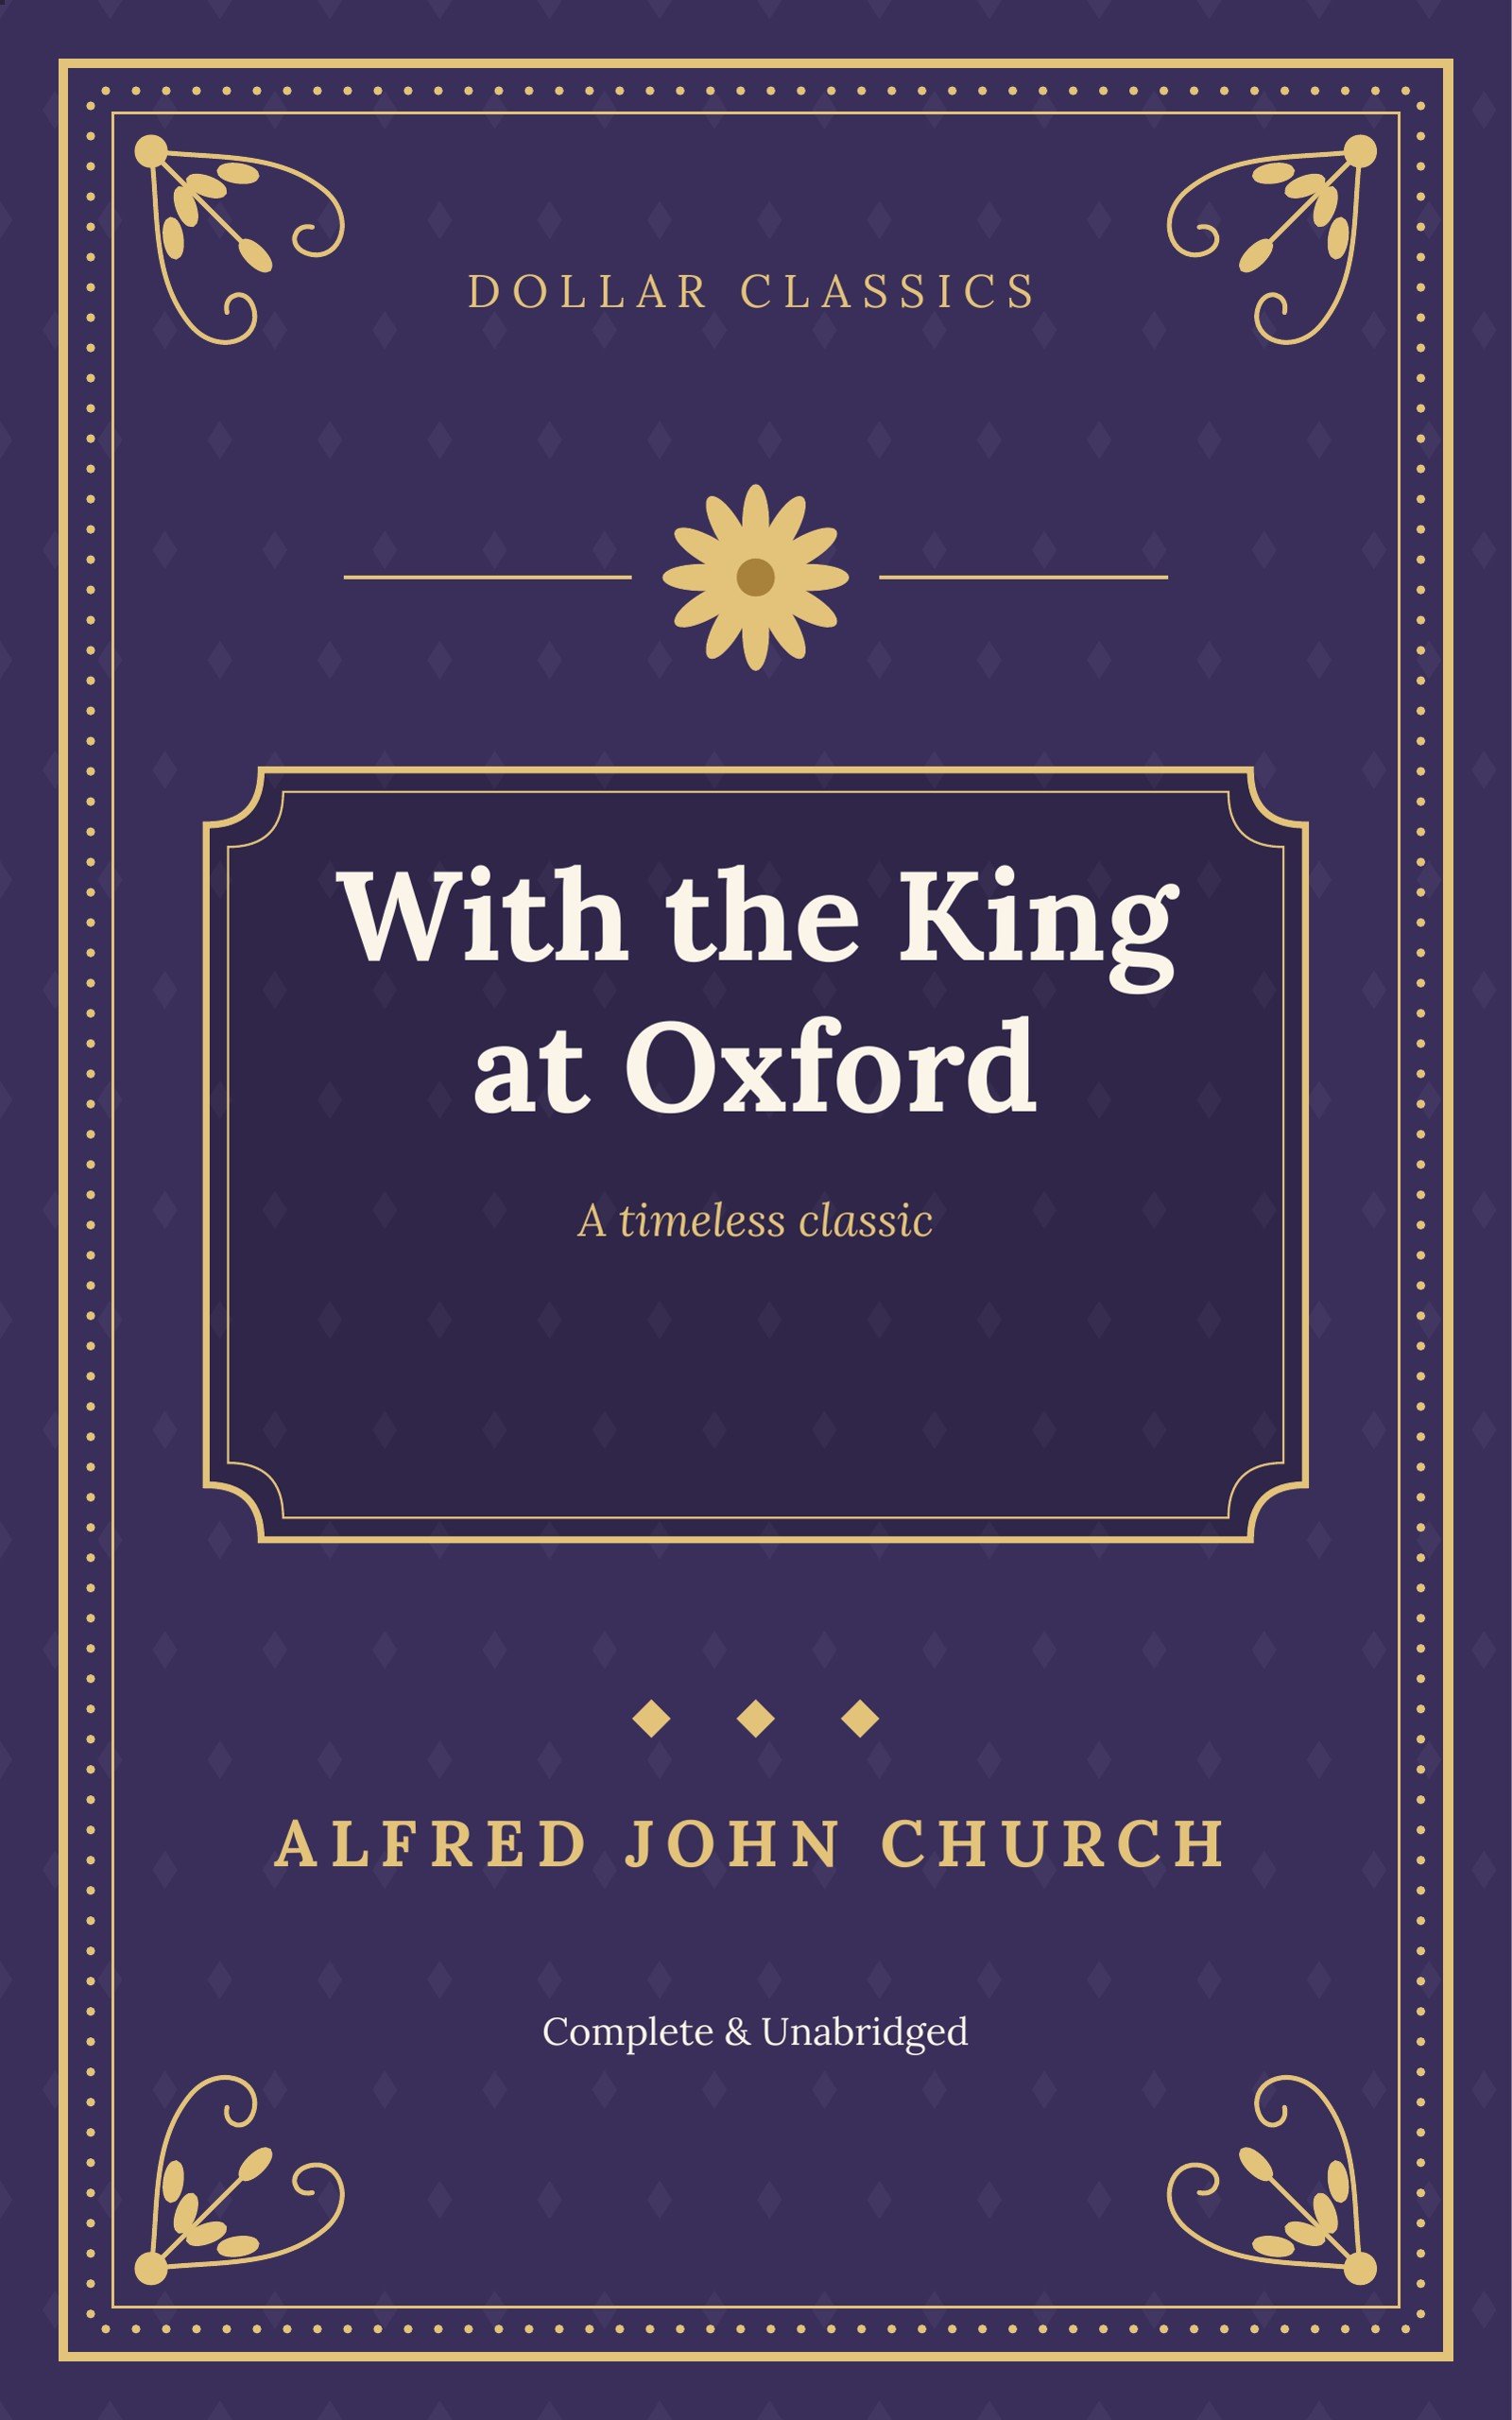 DOLLAR CLASSICS
With the King
at Oxford
A timeless classic
ALFRED JOHN CHURCH
Complete & Unabridged